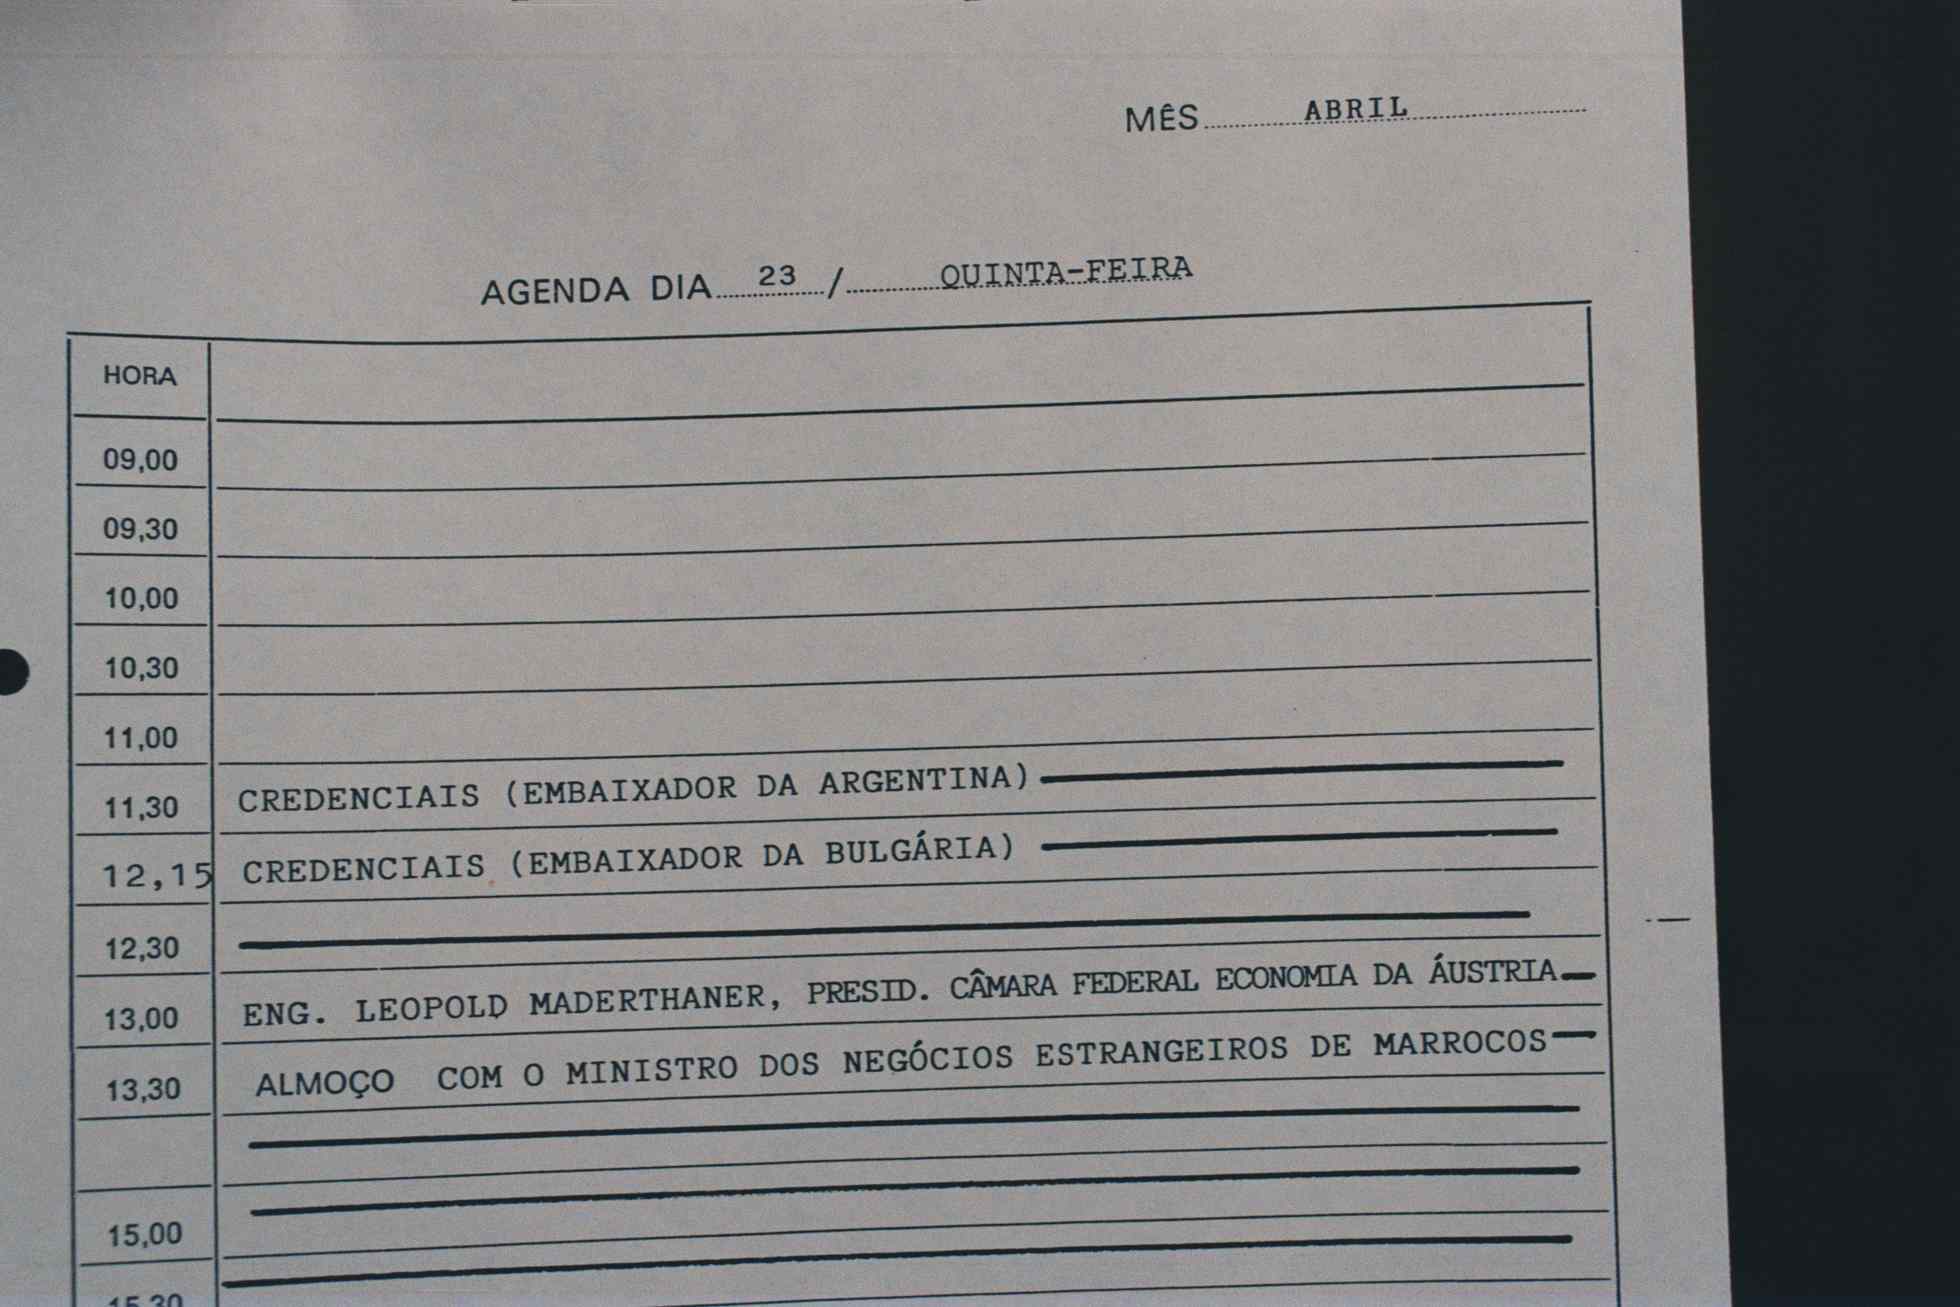 MÊS ABRIL
AGENDA DIA 23 / QUINTA-FEIRA
HORA
09,00
09,30
10,00
10,30
11,00
11,30 CREDENCIAIS (EMBAIXADOR DA ARGENTINA)
12,15 CREDENCIAIS (EMBAIXADOR DA BULGÁRIA)
12,30
13,00 ENG. LEOPOLD MADERTHANER, PRESID. CÂMARA FEDERAL ECONOMIA DA ÁUSTRIA
13,30 ALMOÇO COM O MINISTRO DOS NEGÓCIOS ESTRANGEIROS DE MARROCOS
15,00
15,30